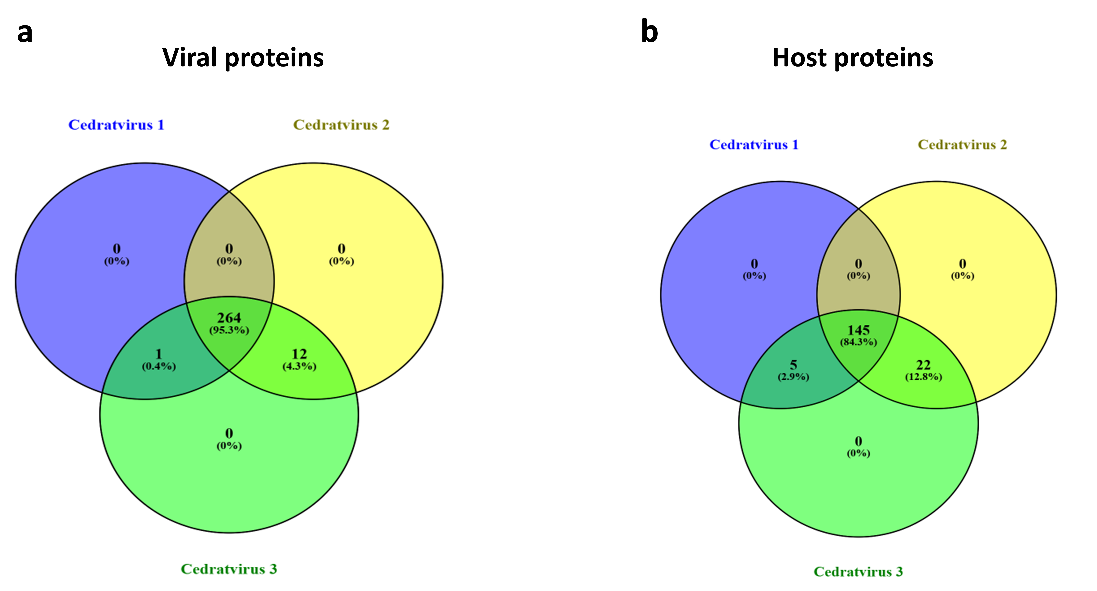 a
Viral proteins
Cedratvirus 1
Cedratvirus 2
0
(0%)
0
(0%)
0
(0%)
264
(95.3%)
1
(0.4%)
12
(4.3%)
0
(0%)
Cedratvirus 3
b
Host proteins
Cedratvirus 1
Cedratvirus 2
0
(0%)
0
(0%)
0
(0%)
145
(84.3%)
5
(2.9%)
22
(12.8%)
0
(0%)
Cedratvirus 3